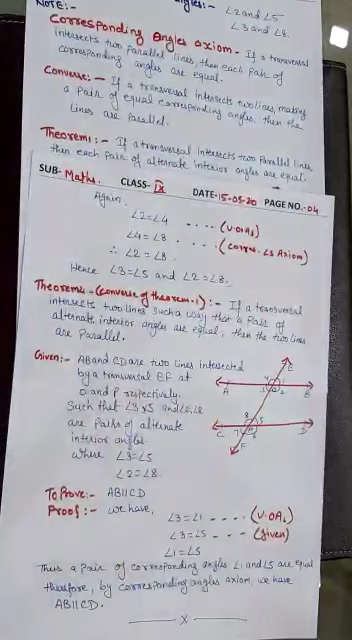 NOTE:-
angles:-
∠2 and ∠5
∠3 and ∠8.
Corresponding Angles axiom - If a transversal
intersects two parallel lines, then each pair of
corresponding angles are equal.
Converse:- If a transversal intersects two lines, making
a pair of equal corresponding angles, then the
lines are parallel.
Theorem1:- If a transversal intersects two parallel lines,
then each pair of alternate interior angles are equal.
SUB- Maths. CLASS- IX DATE- 15-05-20 PAGE NO.- 04
Again,
∠2=∠4 .... (V.O.As)
∠4=∠8 .... (Corres. ∠s Axiom)
∴ ∠2=∠8
Hence ∠3=∠5 and ∠2=∠8.
Theorem2- (converse of theorem-1):- If a transversal
intersects two lines such a way that a pair of
alternate interior angles are equal, then the two lines
are parallel.
Given:- AB and CD are two lines intersected
by a transversal EF at
O and P respectively.
Such that ∠3 & 5 and ∠2, ∠8
are pairs of alternate
interior angles.
where ∠3=∠5
∠2=∠8.
E
A B
C D
F
To Prove:- AB||CD
Proof:- we have,
∠3=∠1 .... (V.OAs)
∠3=∠5 .... (Given)
∠1=∠5
Thus a pair of corresponding angles ∠1 and ∠5 are equal
therefore, by corresponding angles axiom, we have
AB||CD.
x